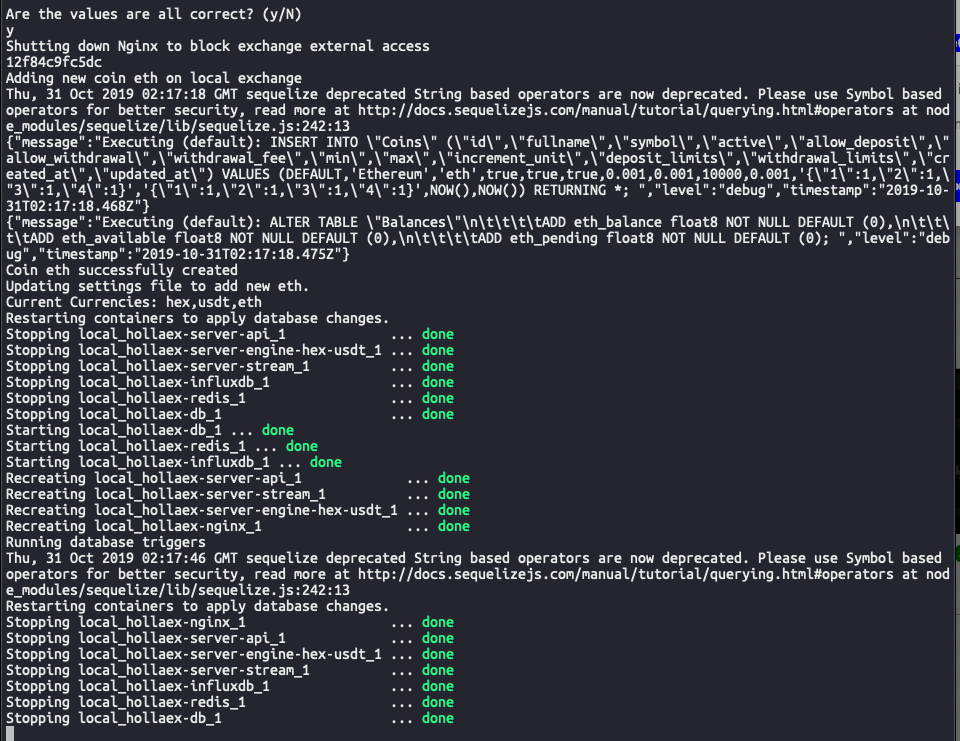 Are the values are all correct? (y/N)
y
Shutting down Nginx to block exchange external access
12f84c9fc5dc
Adding new coin eth on local exchange
Thu, 31 Oct 2019 02:17:18 GMT sequelize deprecated String based operators are now deprecated. Please use Symbol based
operators for better security, read more at http://docs.sequelizejs.com/manual/tutorial/querying.html#operators at nod
e_modules/sequelize/lib/sequelize.js:242:13
{"message":"Executing (default): INSERT INTO \"Coins\" (\"id\",\"fullname\",\"symbol\",\"active\",\"allow_deposit\",\"
allow_withdrawal\",\"withdrawal_fee\",\"min\",\"max\",\"increment_unit\",\"deposit_limits\",\"withdrawal_limits\",\"cr
eated_at\",\"updated_at\") VALUES (DEFAULT,'Ethereum','eth',true,true,true,0.001,0.001,10000,0.001,'{\"1\":1,\"2\":1,\
"3\":1,\"4\":1}','{\"1\":1,\"2\":1,\"3\":1,\"4\":1}',NOW(),NOW()) RETURNING *; ","level":"debug","timestamp":"2019-10-
31T02:17:18.468Z"}
{"message":"Executing (default): ALTER TABLE \"Balances\"\n\t\t\t\tADD eth_balance float8 NOT NULL DEFAULT (0),\n\t\t\
t\tADD eth_available float8 NOT NULL DEFAULT (0),\n\t\t\t\tADD eth_pending float8 NOT NULL DEFAULT (0); ","level":"deb
ug","timestamp":"2019-10-31T02:17:18.475Z"}
Coin eth successfully created
Updating settings file to add new eth.
Current Currencies: hex,usdt,eth
Restarting containers to apply database changes.
Stopping local_hollaex-server-api_1 ... done
Stopping local_hollaex-server-engine-hex-usdt_1 ... done
Stopping local_hollaex-server-stream_1 ... done
Stopping local_hollaex-influxdb_1 ... done
Stopping local_hollaex-redis_1 ... done
Stopping local_hollaex-db_1 ... done
Starting local_hollaex-db_1 ... done
Starting local_hollaex-redis_1 ... done
Starting local_hollaex-influxdb_1 ... done
Recreating local_hollaex-server-api_1 ... done
Recreating local_hollaex-server-stream_1 ... done
Recreating local_hollaex-server-engine-hex-usdt_1 ... done
Recreating local_hollaex-nginx_1 ... done
Running database triggers
Thu, 31 Oct 2019 02:17:46 GMT sequelize deprecated String based operators are now deprecated. Please use Symbol based
operators for better security, read more at http://docs.sequelizejs.com/manual/tutorial/querying.html#operators at nod
e_modules/sequelize/lib/sequelize.js:242:13
Restarting containers to apply database changes.
Stopping local_hollaex-nginx_1 ... done
Stopping local_hollaex-server-api_1 ... done
Stopping local_hollaex-server-engine-hex-usdt_1 ... done
Stopping local_hollaex-server-stream_1 ... done
Stopping local_hollaex-influxdb_1 ... done
Stopping local_hollaex-redis_1 ... done
Stopping local_hollaex-db_1 ... done